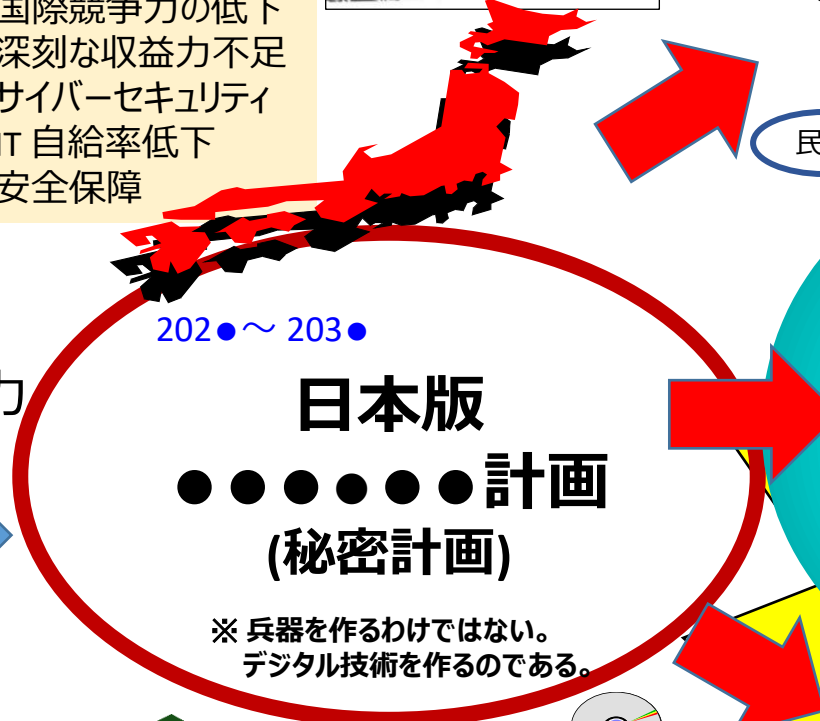 国際競争力の低下
深刻な収益力不足
サイバーセキュリティ
IT 自給率低下
安全保障
民
202●～ 203●
力
日本版
●●●●●●計画
(秘密計画)
※ 兵器を作るわけではない。
デジタル技術を作るのである。